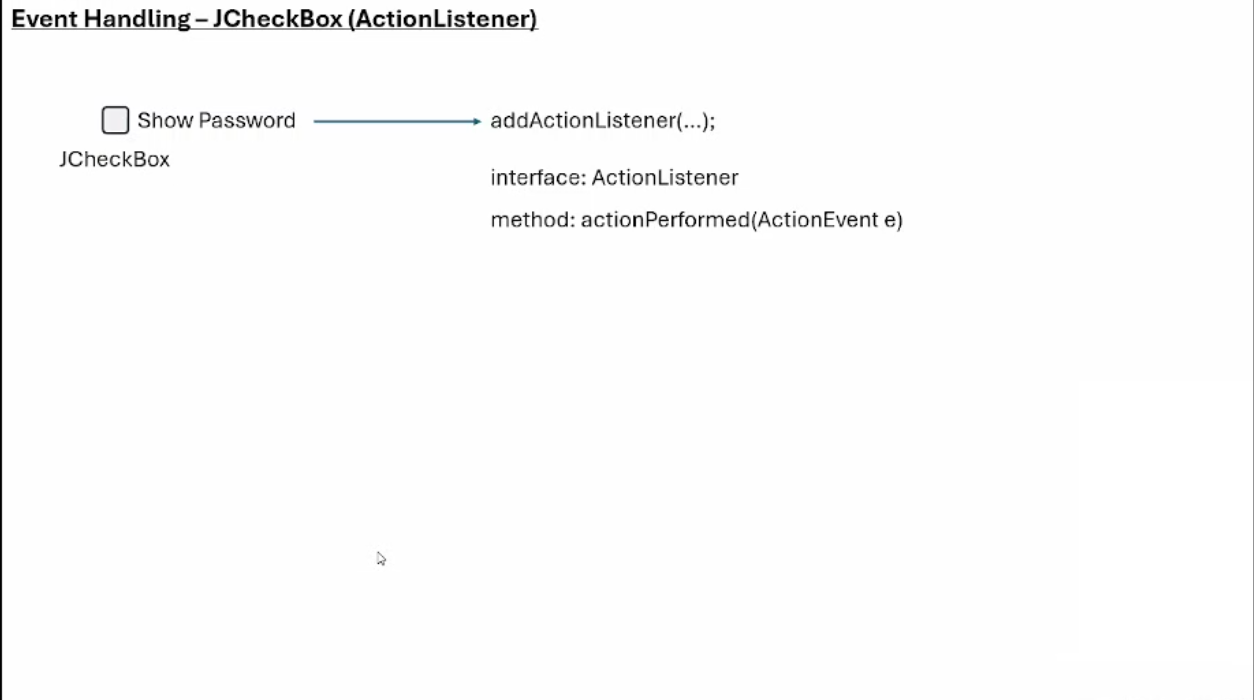 Event Handling – JCheckBox (ActionListener)
Show Password
addActionListener(...);
JCheckBox
interface: ActionListener
method: actionPerformed(ActionEvent e)